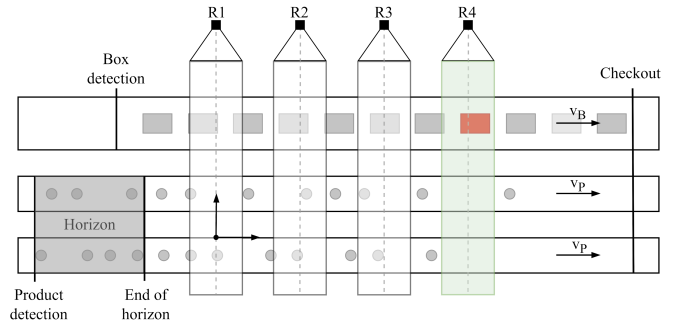 R1
R2
R3
R4
Box
detection
Checkout
vB
vP
Horizon
vP
Product
detection
End of
horizon